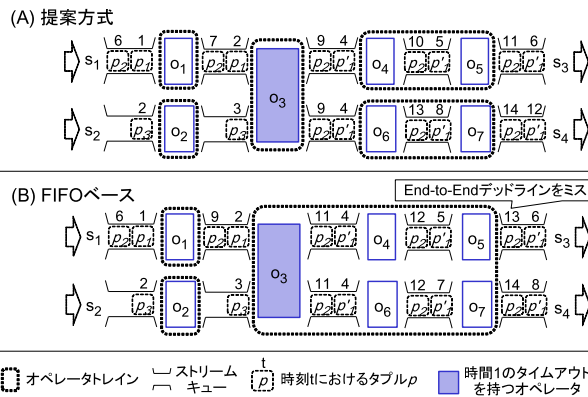 (A) 提案方式
6 1 7 2 9 4 10 5 11 6
s1 p2 p1 o1 p2 p1 o3 p2 p'1 o4 p2 p'1 o5 p2 p'1 s3
2 3 9 4 13 8 14 12
s2 p3 o2 p3 p2 p'1 o6 p2 p'1 o7 p2 p'1 s4
(B) FIFOベース
End-to-Endデッドラインをミス
6 1 9 2 11 4 12 5 13 6
s1 p2 p1 o1 p2 p1 o3 p2 p'1 o4 p2 p'1 o5 p2 p'1 s3
2 3 11 4 12 7 14 8
s2 p3 o2 p3 p2 p'1 o6 p2 p'1 o7 p2 p'1 s4
オペレータトレイン
ストリーム
キュー
t
p
時刻tにおけるタプルp
時間1のタイムアウト
を持つオペレータ